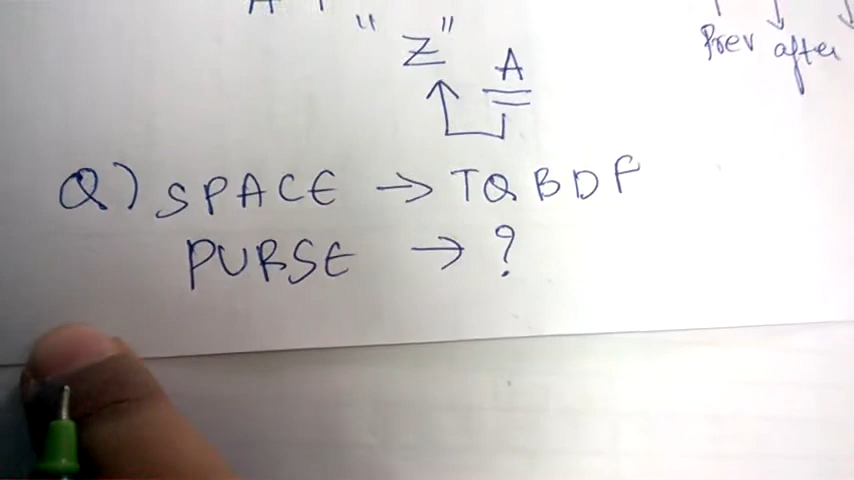 Prev after
"Z"
A
Q) SPACE → TQBDF
PURSE → ?